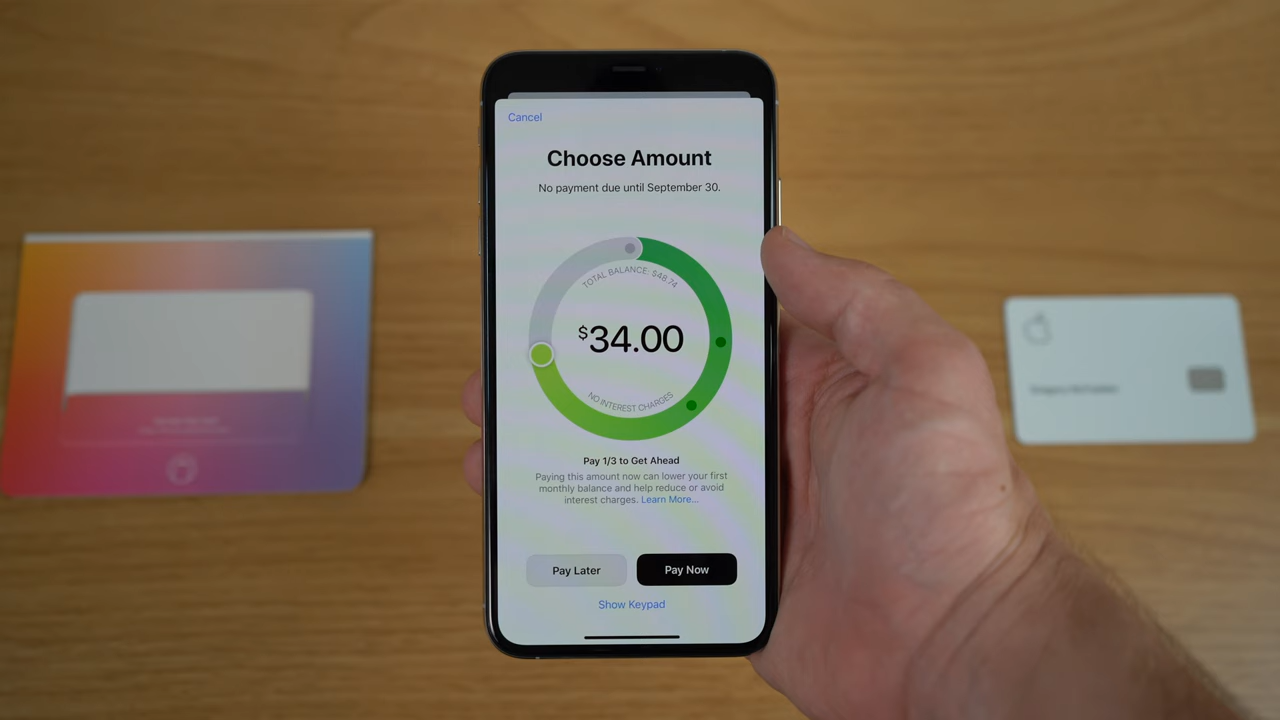 Cancel
Choose Amount
No payment due until September 30.
TOTAL BALANCE: $48.74
$34.00
NO INTEREST CHARGES
Pay 1/3 to Get Ahead
Paying this amount now can lower your first
monthly balance and help reduce or avoid
interest charges. Learn More...
Pay Later
Pay Now
Show Keypad